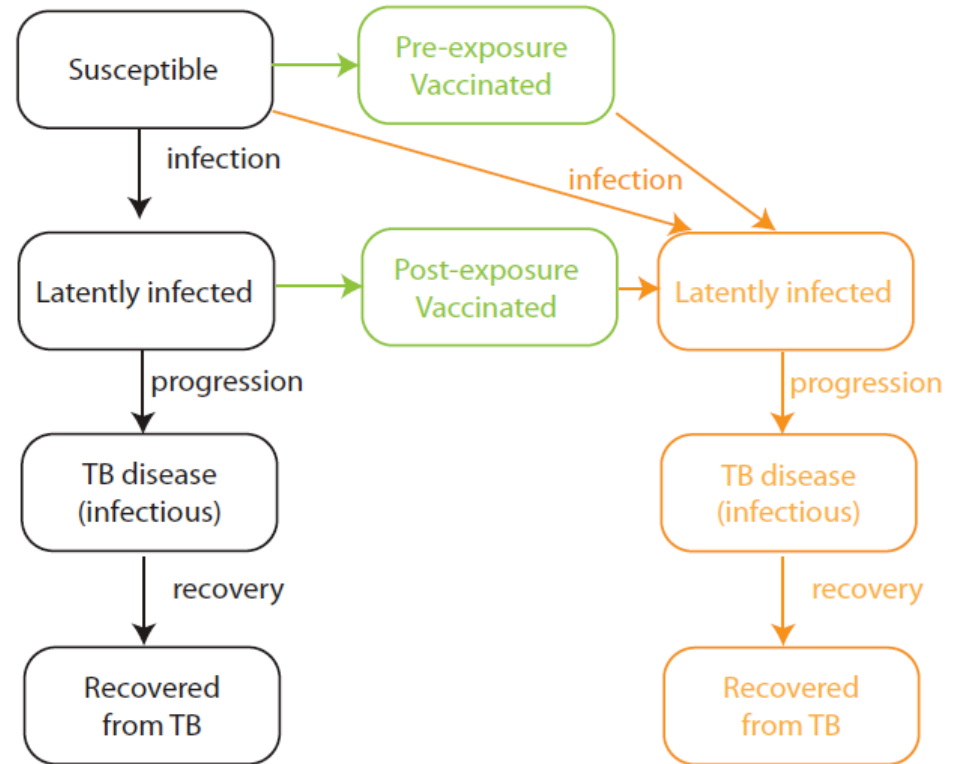 Susceptible
Pre-exposure
Vaccinated
infection
infection
Latently infected
Post-exposure
Vaccinated
Latently infected
progression
progression
TB disease
(infectious)
TB disease
(infectious)
recovery
recovery
Recovered
from TB
Recovered
from TB